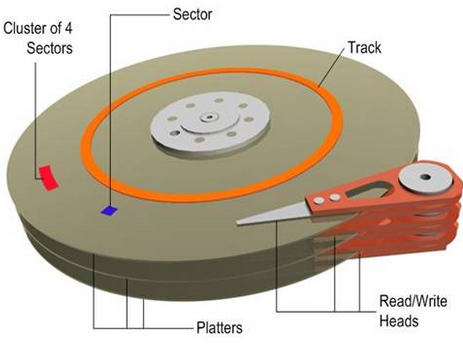 Sector
Cluster of 4
Sectors
Track
Read/Write
Heads
Platters